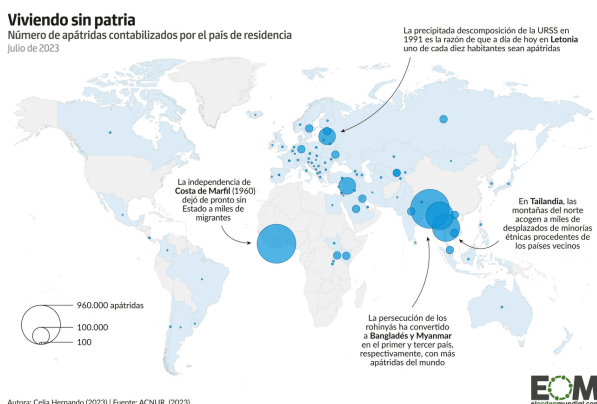 Viviendo sin patria
Número de apátridas contabilizados por el país de residencia
Julio de 2023
La precipitada descomposición de la URSS en
1991 es la razón de que a día de hoy en Letonia
uno de cada diez habitantes sean apátridas
La independencia de
Costa de Marfil (1960)
dejó de pronto sin
Estado a miles de
migrantes
En Tailandia, las
montañas del norte
acogen a miles de
desplazados de minorías
étnicas procedentes de
los países vecinos
960.000 apátridas
100.000
100
La persecución de los
rohinyás ha convertido
a Bangladés y Myanmar
en el primer y tercer país,
respectivamente, con más
apátridas del mundo
EOM
elordenmundial.com
Autora: Celia Hernando (2023) | Fuente: ACNUR (2023)